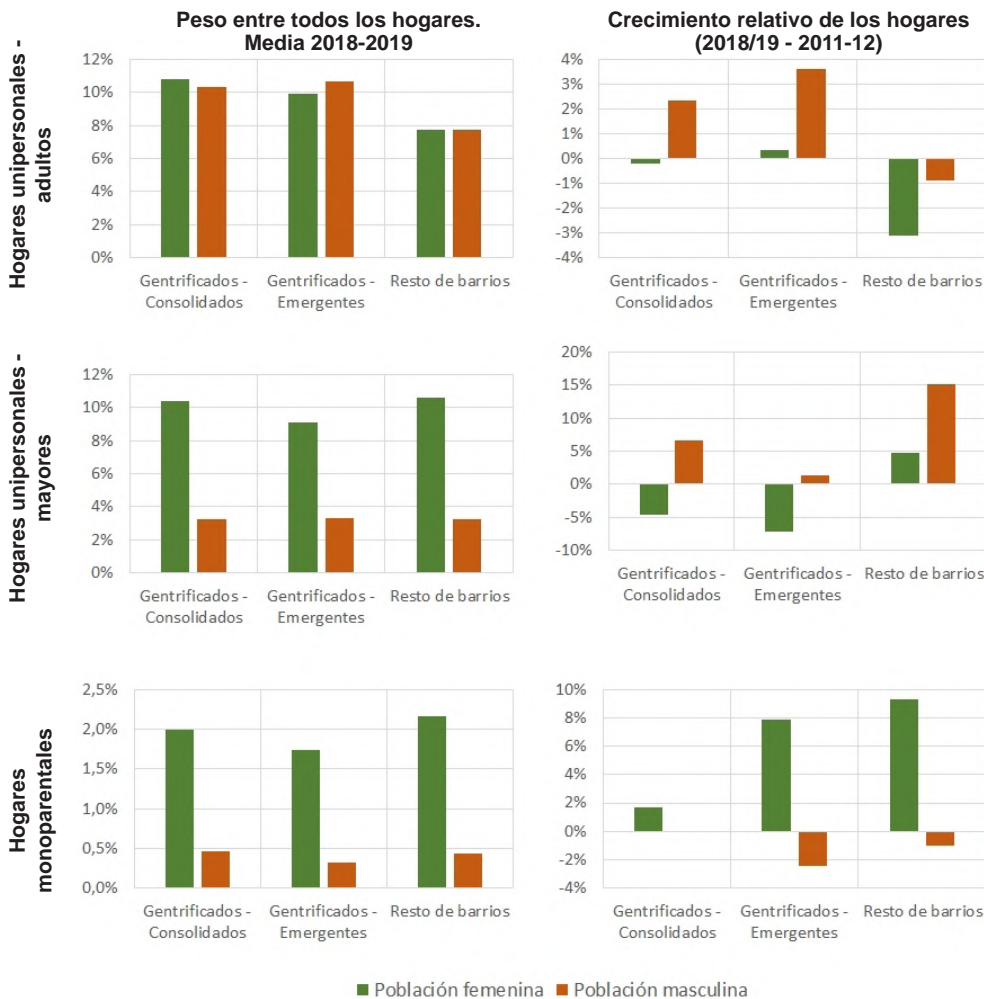 Peso entre todos los hogares.
Media 2018-2019
Crecimiento relativo de los hogares
(2018/19 - 2011-12)
Hogares unipersonales -
adultos
12%
10%
8%
6%
4%
2%
0%
Gentrificados -
Consolidados
Gentrificados -
Emergentes
Resto de barrios
4%
3%
2%
1%
0%
-1%
-2%
-3%
-4%
Gentrificados -
Consolidados
Gentrificados -
Emergentes
Resto de barrios
Hogares unipersonales -
mayores
12%
10%
8%
6%
4%
2%
0%
Gentrificados -
Consolidados
Gentrificados -
Emergentes
Resto de barrios
20%
15%
10%
5%
0%
-5%
-10%
Gentrificados -
Consolidados
Gentrificados -
Emergentes
Resto de barrios
Hogares
monoparentales
2,5%
2,0%
1,5%
1,0%
0,5%
0,0%
Gentrificados -
Consolidados
Gentrificados -
Emergentes
Resto de barrios
10%
8%
6%
4%
2%
0%
-2%
-4%
Gentrificados -
Consolidados
Gentrificados -
Emergentes
Resto de barrios
Población femenina
Población masculina